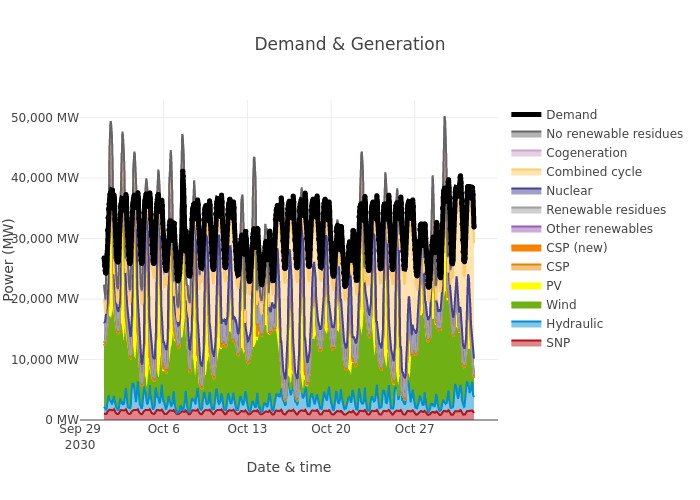 Demand & Generation
50,000 MW
40,000 MW
30,000 MW
20,000 MW
10,000 MW
0 MW
Power (MW)
Sep 29
2030
Oct 6
Oct 13
Oct 20
Oct 27
Date & time
Demand
No renewable residues
Cogeneration
Combined cycle
Nuclear
Renewable residues
Other renewables
CSP (new)
CSP
PV
Wind
Hydraulic
SNP